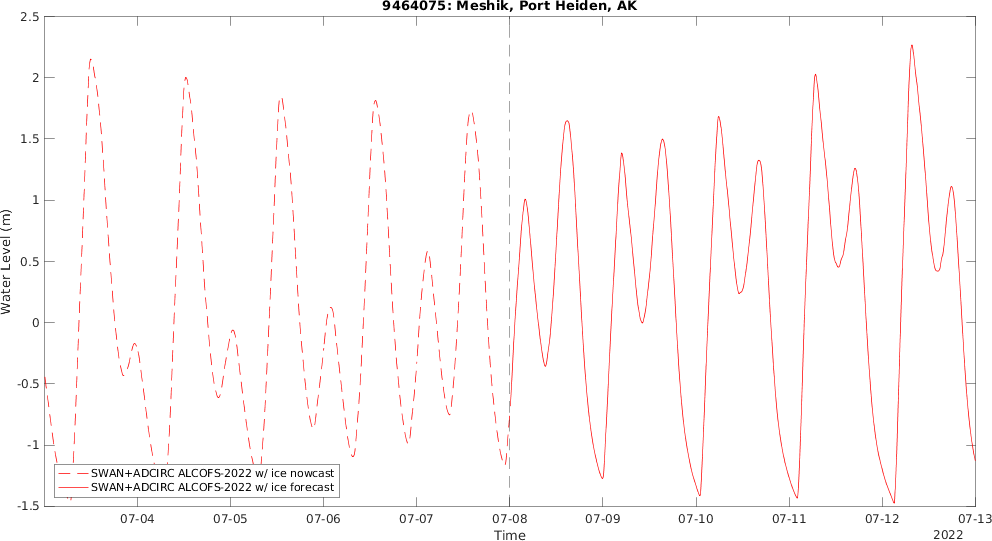 9464075: Meshik, Port Heiden, AK
2.5
2
1.5
1
0.5
0
-0.5
-1
-1.5
Water Level (m)
SWAN+ADCIRC ALCOFS-2022 w/ ice nowcast
SWAN+ADCIRC ALCOFS-2022 w/ ice forecast
07-04 07-05 07-06 07-07 07-08 07-09 07-10 07-11 07-12 07-13
Time
2022